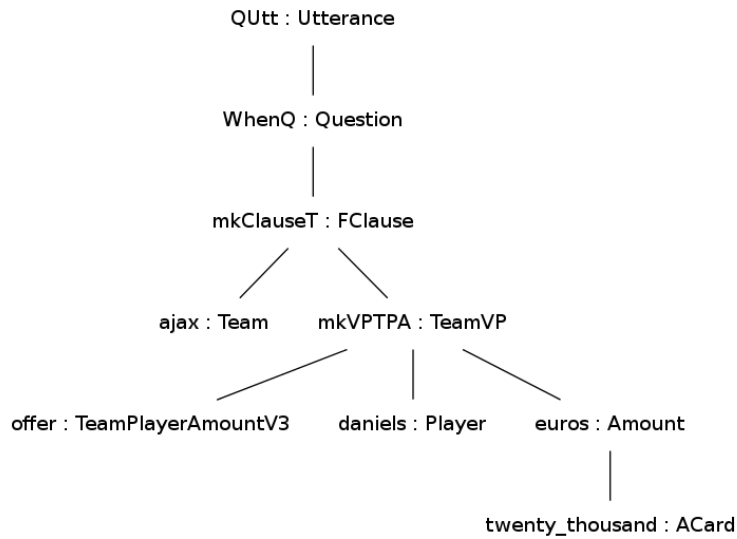 QUtt : Utterance
WhenQ : Question
mkClauseT : FClause
ajax : Team mkVPTPA : TeamVP
offer : TeamPlayerAmountV3 daniels : Player euros : Amount
twenty_thousand : ACard